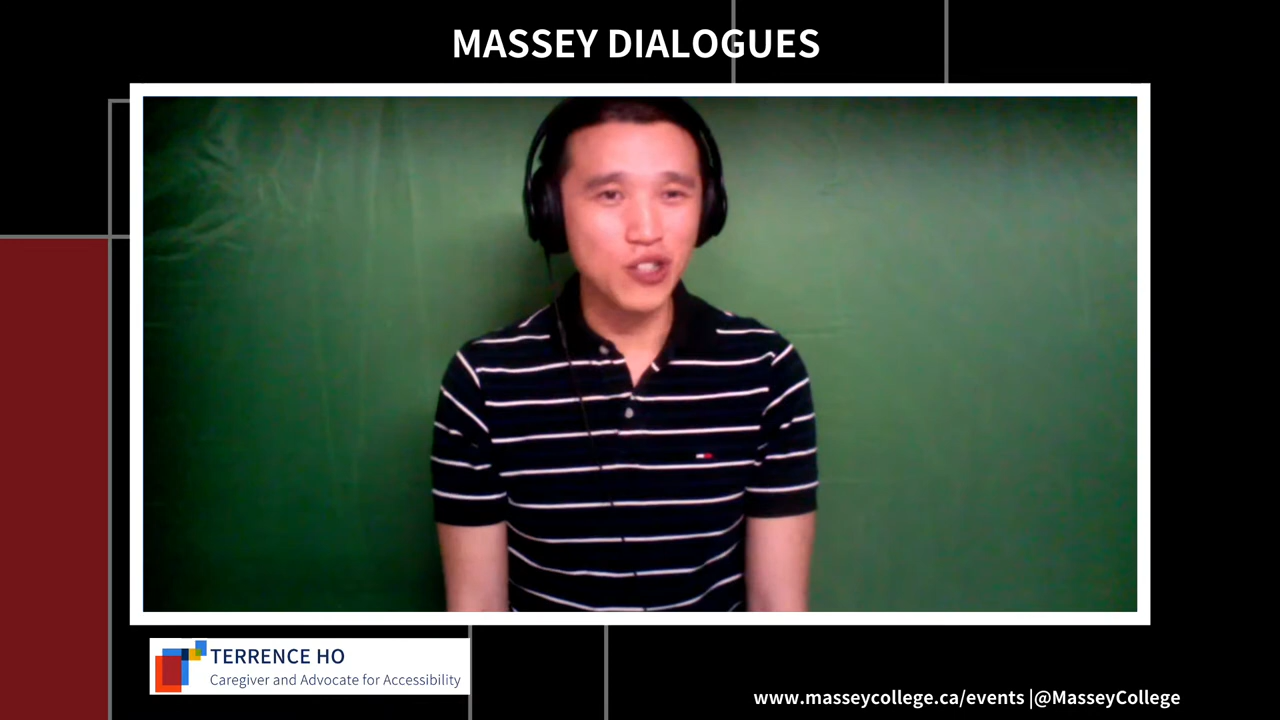 MASSEY DIALOGUES
TERRENCE HO
Caregiver and Advocate for Accessibility
www.masseycollege.ca/events |@MasseyCollege